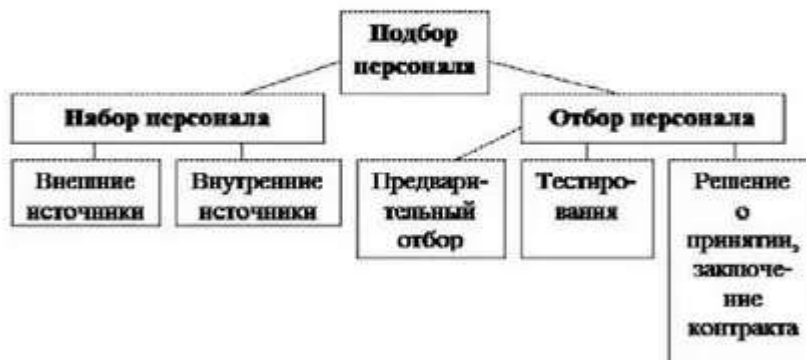 Подбор
персонала
Набор персонала
Отбор персонала
Внешние
источники
Внутренние
источники
Предвари-
тельный
отбор
Тестиро-
вания
Решение
о
принятии,
заключе-
ние
контракта